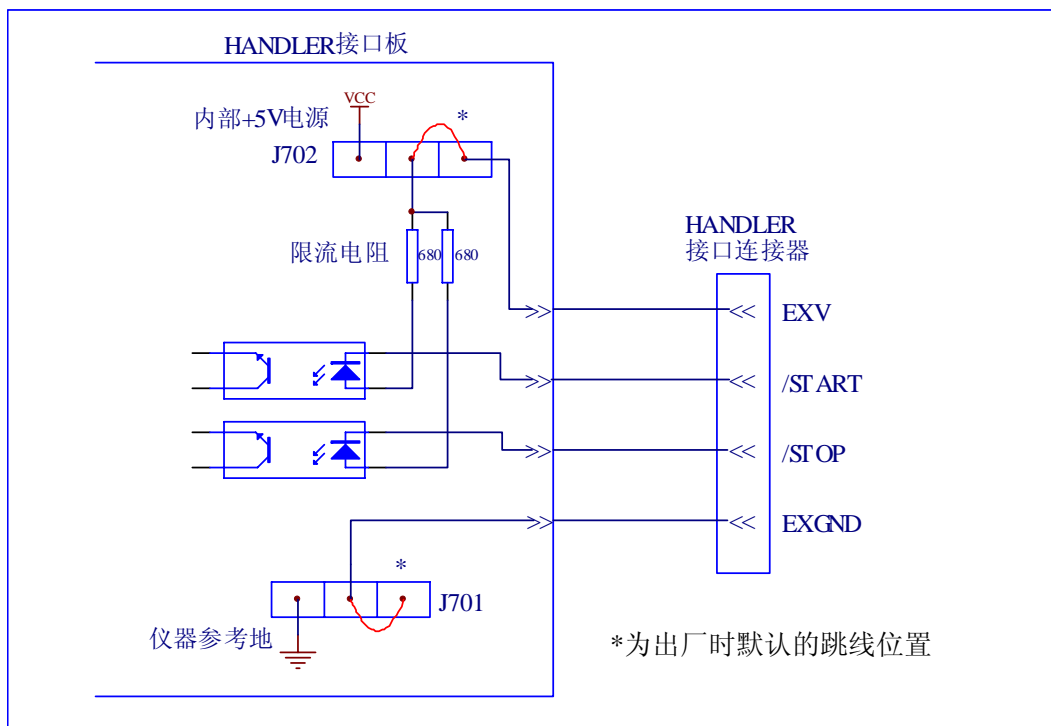 HANDLER接口板
VCC
内部+5V电源
*
J702
HANDLER
接口连接器
限流电阻
680
680
EXV
/START
/STOP
EXGND
*
J701
仪器参考地
*为出厂时默认的跳线位置